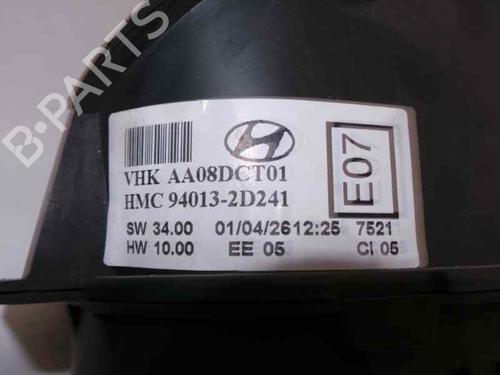 B-PARTS
VHK AA08DCT01
HMC 94013-2D241
E07
SW 34.00 01/04/2612:25 7521
HW 10.00 EE 05 CI 05